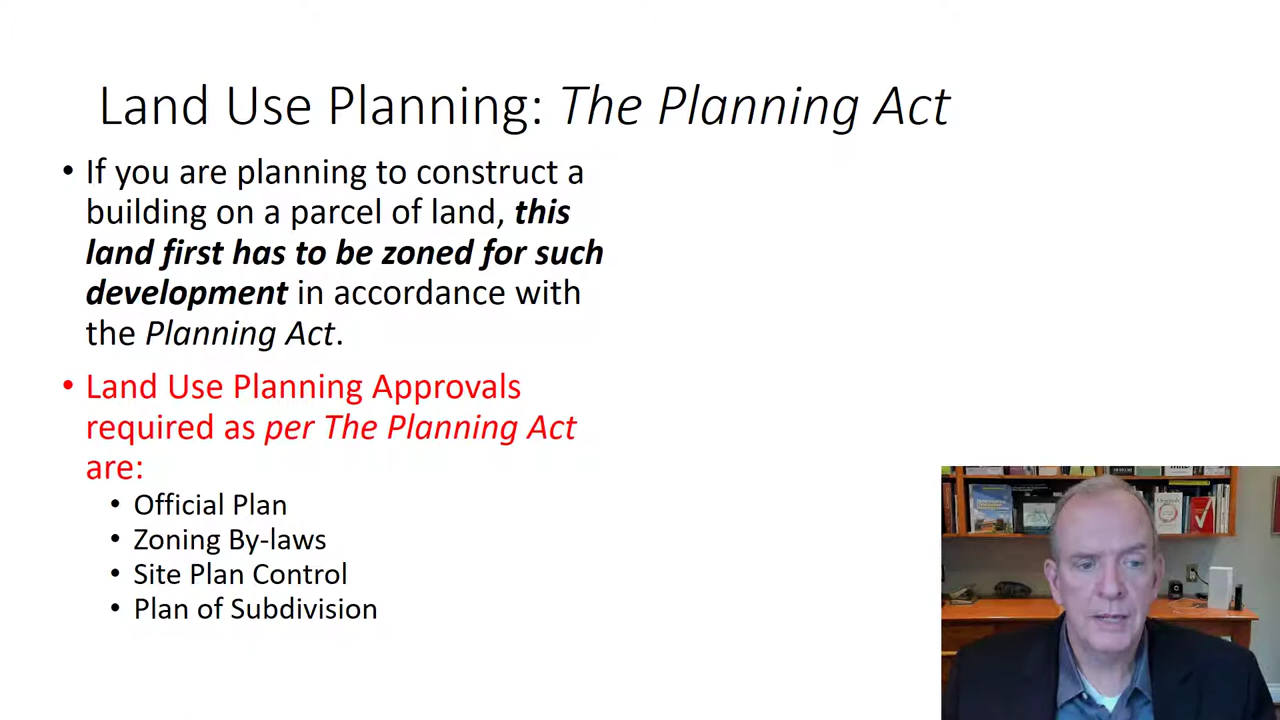 Land Use Planning: The Planning Act
• If you are planning to construct a
building on a parcel of land, this
land first has to be zoned for such
development in accordance with
the Planning Act.
• Land Use Planning Approvals
required as per The Planning Act
are:
• Official Plan
• Zoning By-laws
• Site Plan Control
• Plan of Subdivision